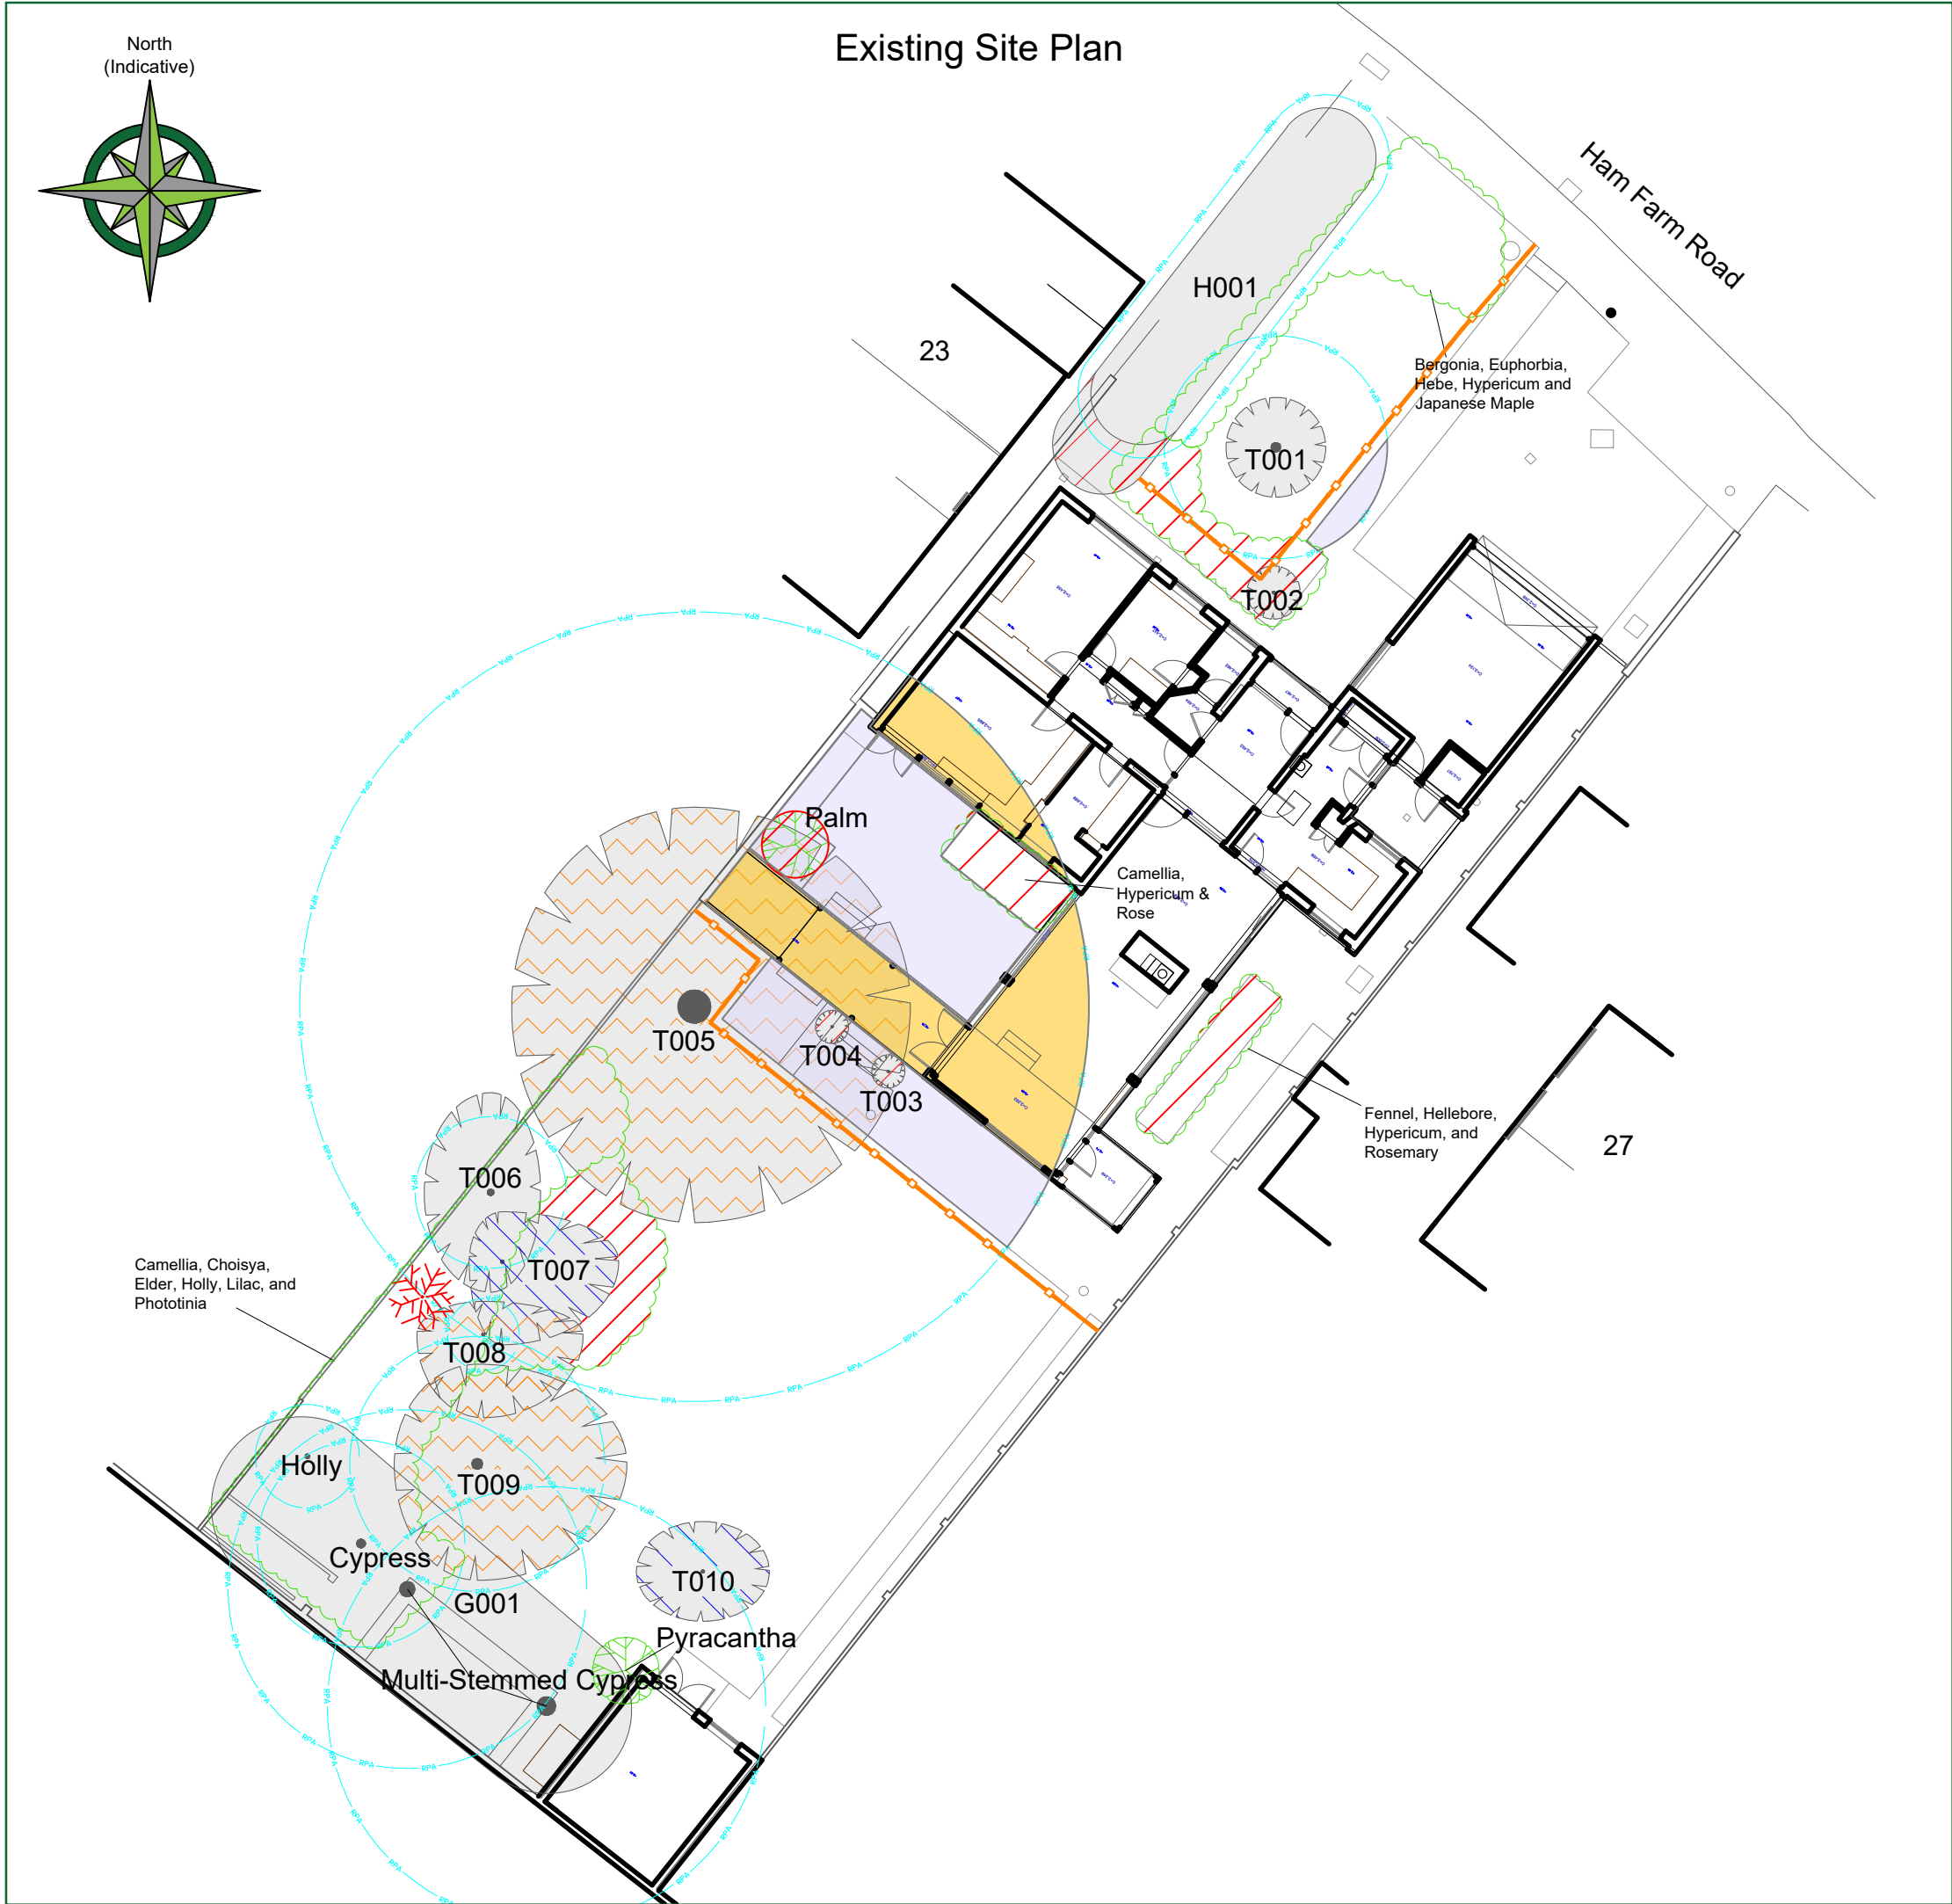 Existing Site Plan
North
(Indicative)
Ham Farm Road
H001
23
Bergonia, Euphorbia,
Hebe, Hypericum and
Japanese Maple
T001
T002
Palm
Camellia,
Hypericum &
Rose
T005
T004
T003
Fennel, Hellebore,
Hypericum, and
Rosemary
27
T006
T007
Camellia, Choisya,
Elder, Holly, Lilac, and
Phototinia
T008
Holly
T009
Cypress
T010
G001
Pyracantha
Multi-Stemmed Cypress
RPA